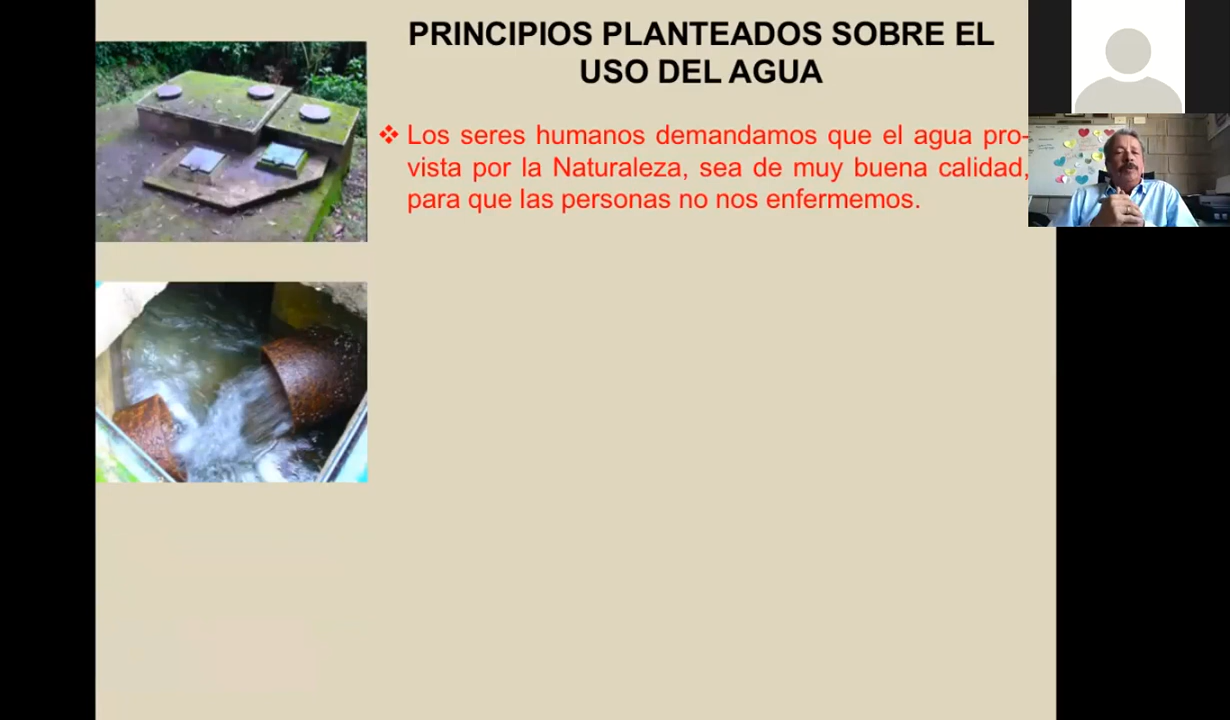 PRINCIPIOS PLANTEADOS SOBRE EL
USO DEL AGUA
❖ Los seres humanos demandamos que el agua pro-
vista por la Naturaleza, sea de muy buena calidad,
para que las personas no nos enfermemos.